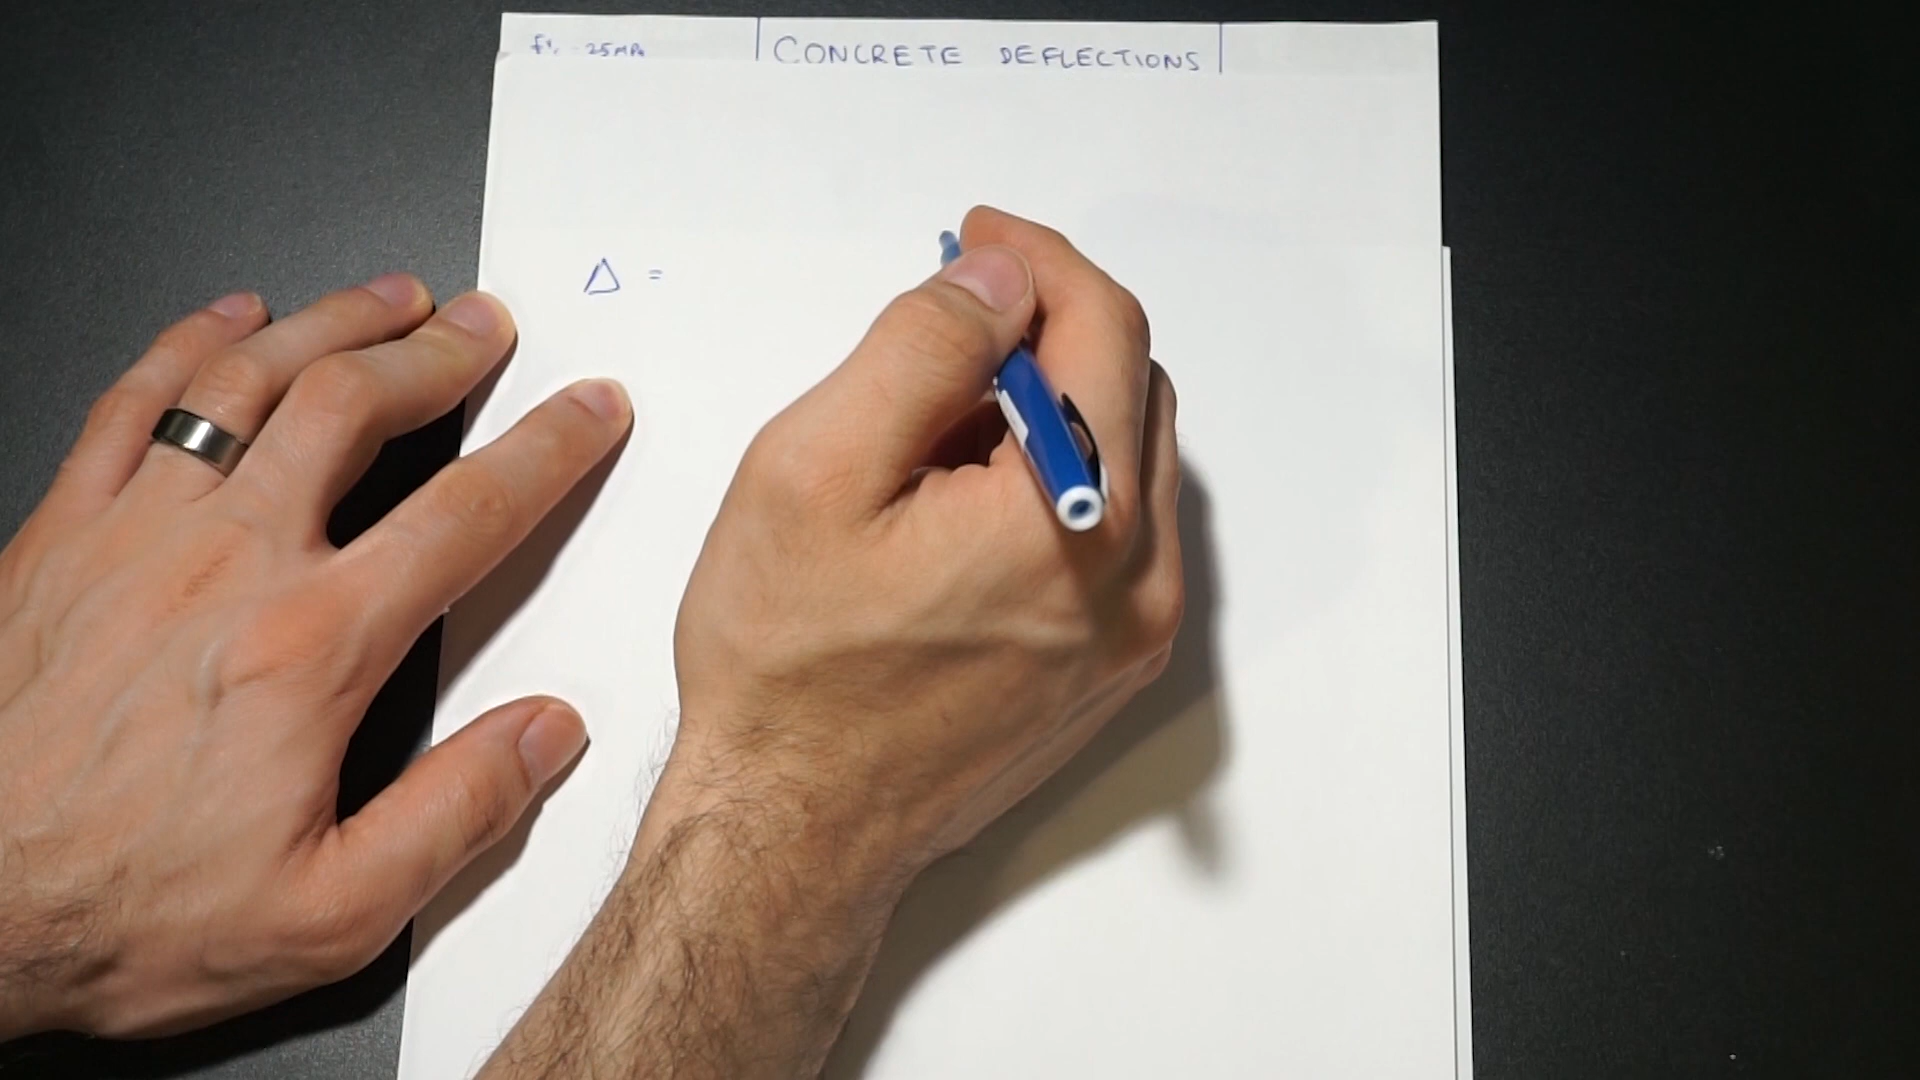 f'c = 25MPa
CONCRETE DEFLECTIONS
Δ =